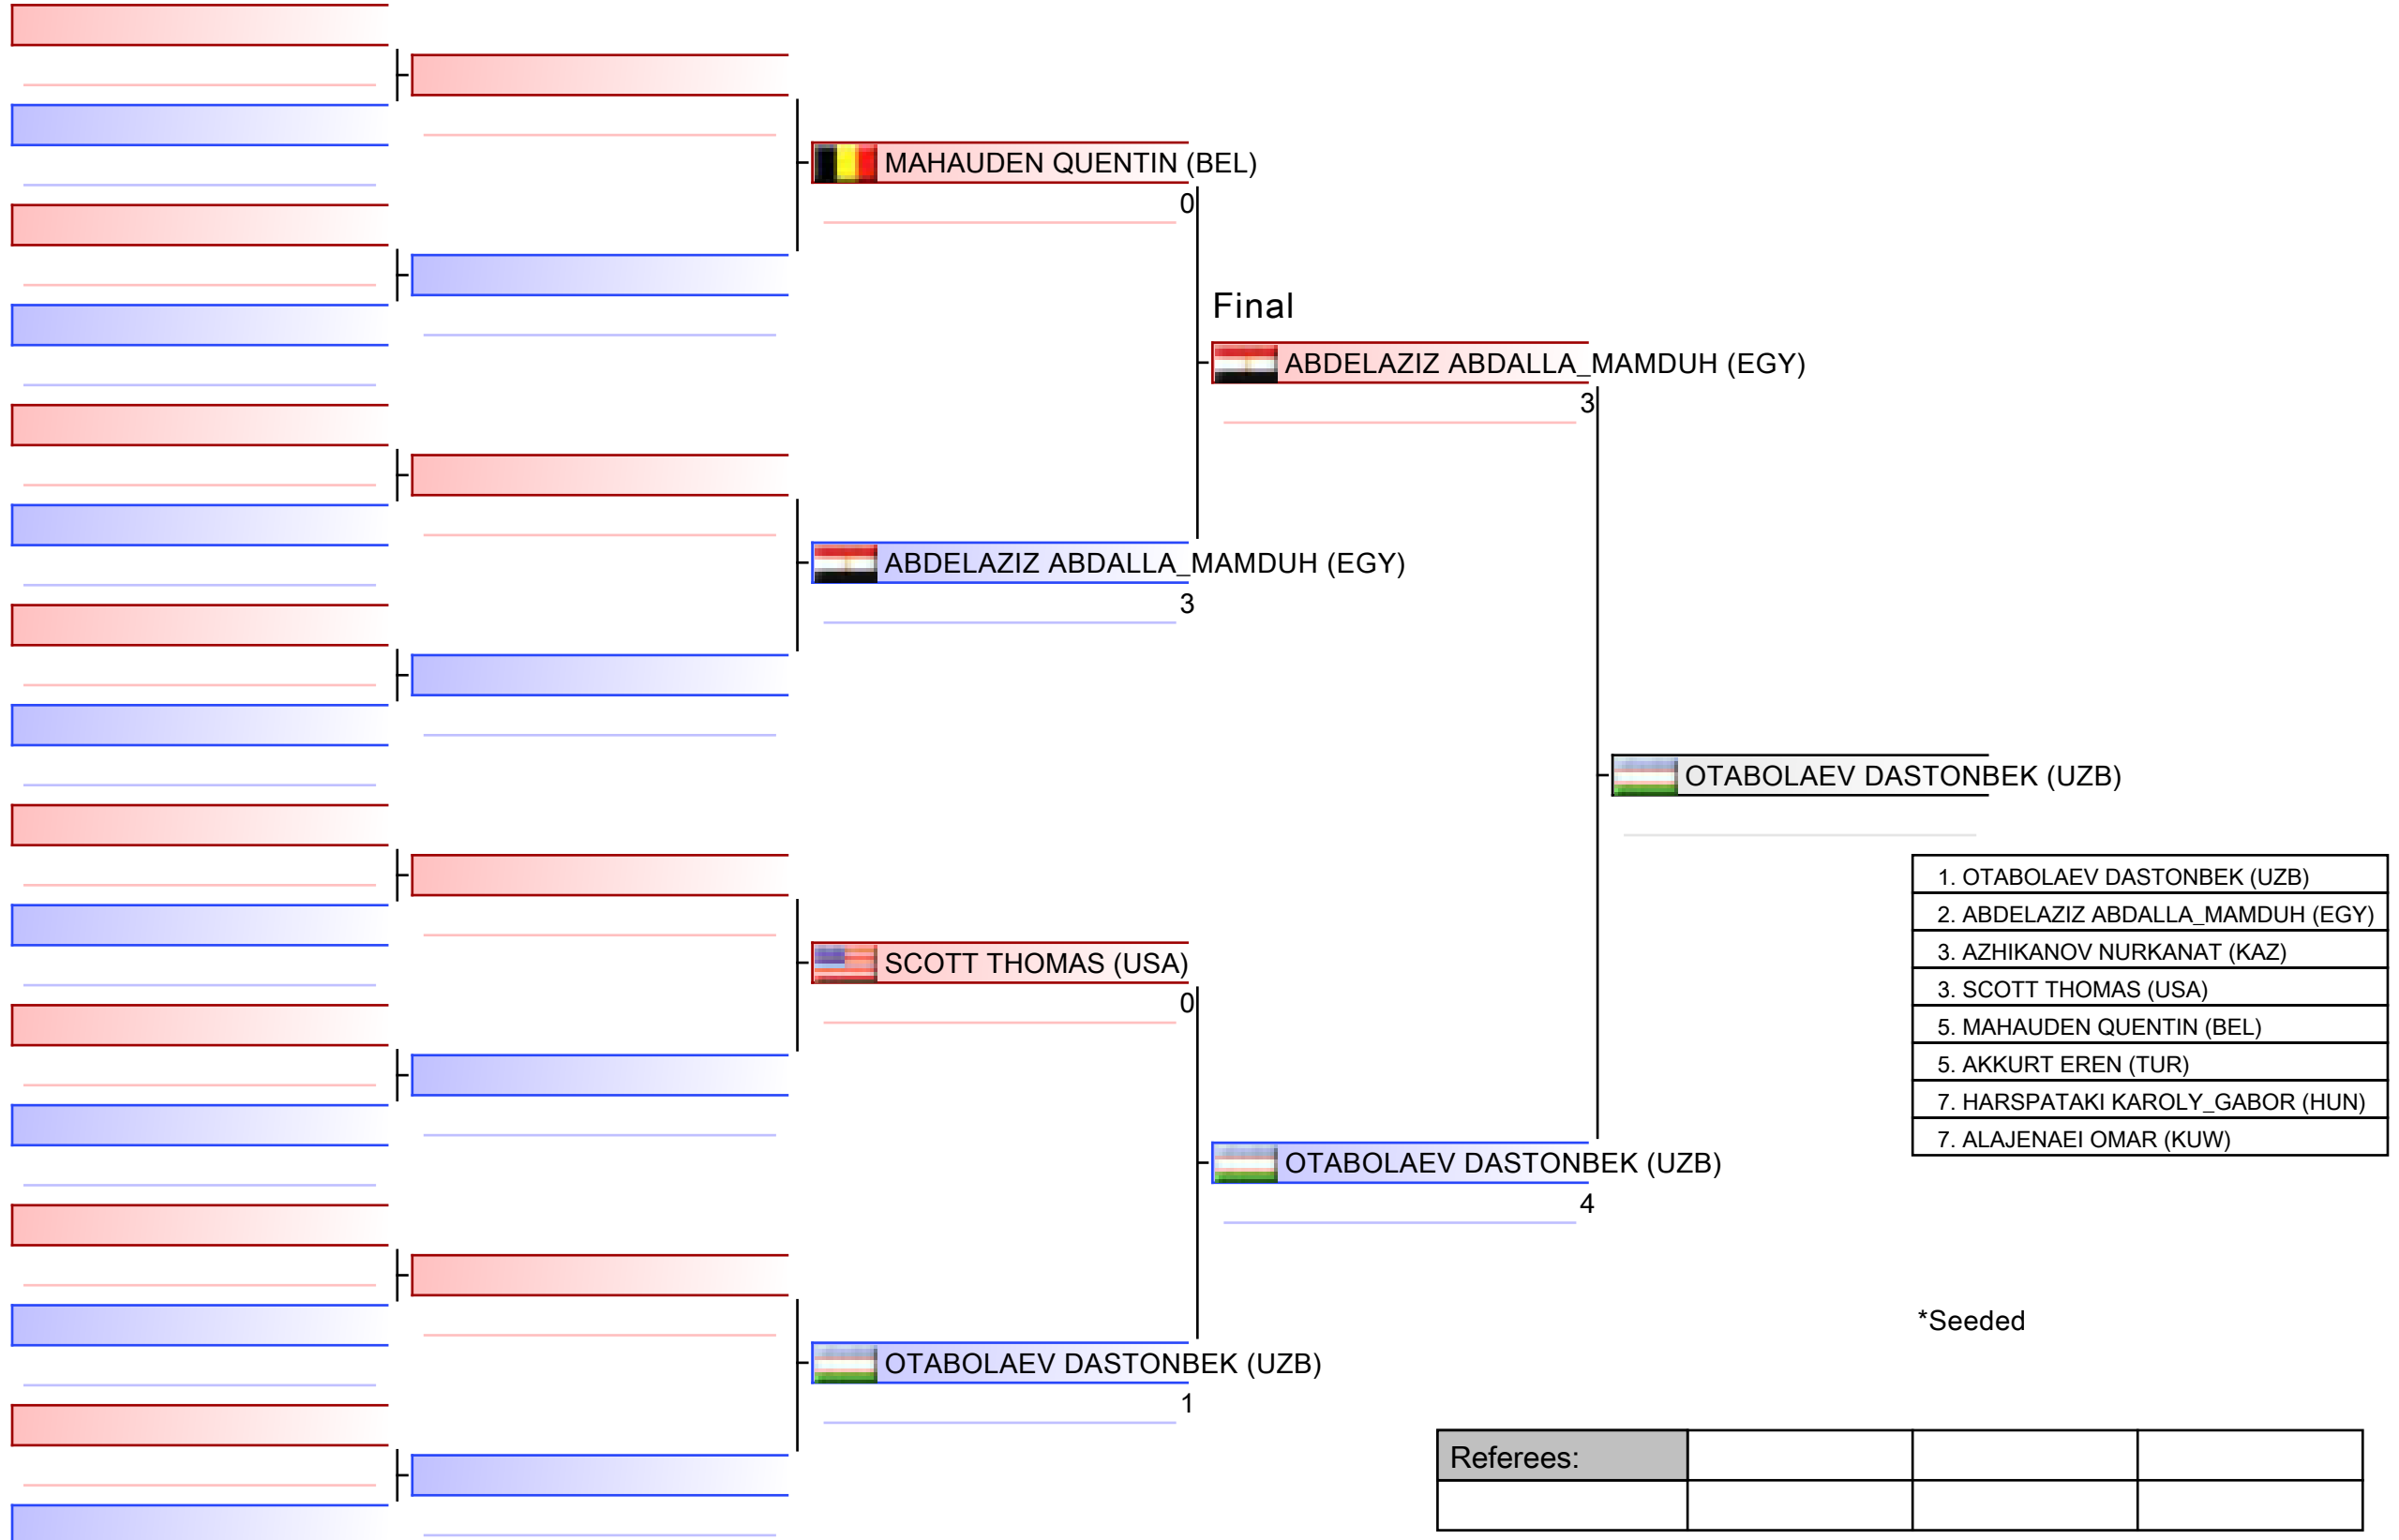 MAHAUDEN QUENTIN (BEL)
0
Final
ABDELAZIZ ABDALLA_MAMDUH (EGY)
3
ABDELAZIZ ABDALLA_MAMDUH (EGY)
3
OTABOLAEV DASTONBEK (UZB)
1. OTABOLAEV DASTONBEK (UZB)
2. ABDELAZIZ ABDALLA_MAMDUH (EGY)
3. AZHIKANOV NURKANAT (KAZ)
3. SCOTT THOMAS (USA)
5. MAHAUDEN QUENTIN (BEL)
5. AKKURT EREN (TUR)
7. HARSPATAKI KAROLY_GABOR (HUN)
7. ALAJENAEI OMAR (KUW)
SCOTT THOMAS (USA)
0
OTABOLAEV DASTONBEK (UZB)
4
*Seeded
OTABOLAEV DASTONBEK (UZB)
1
Referees: